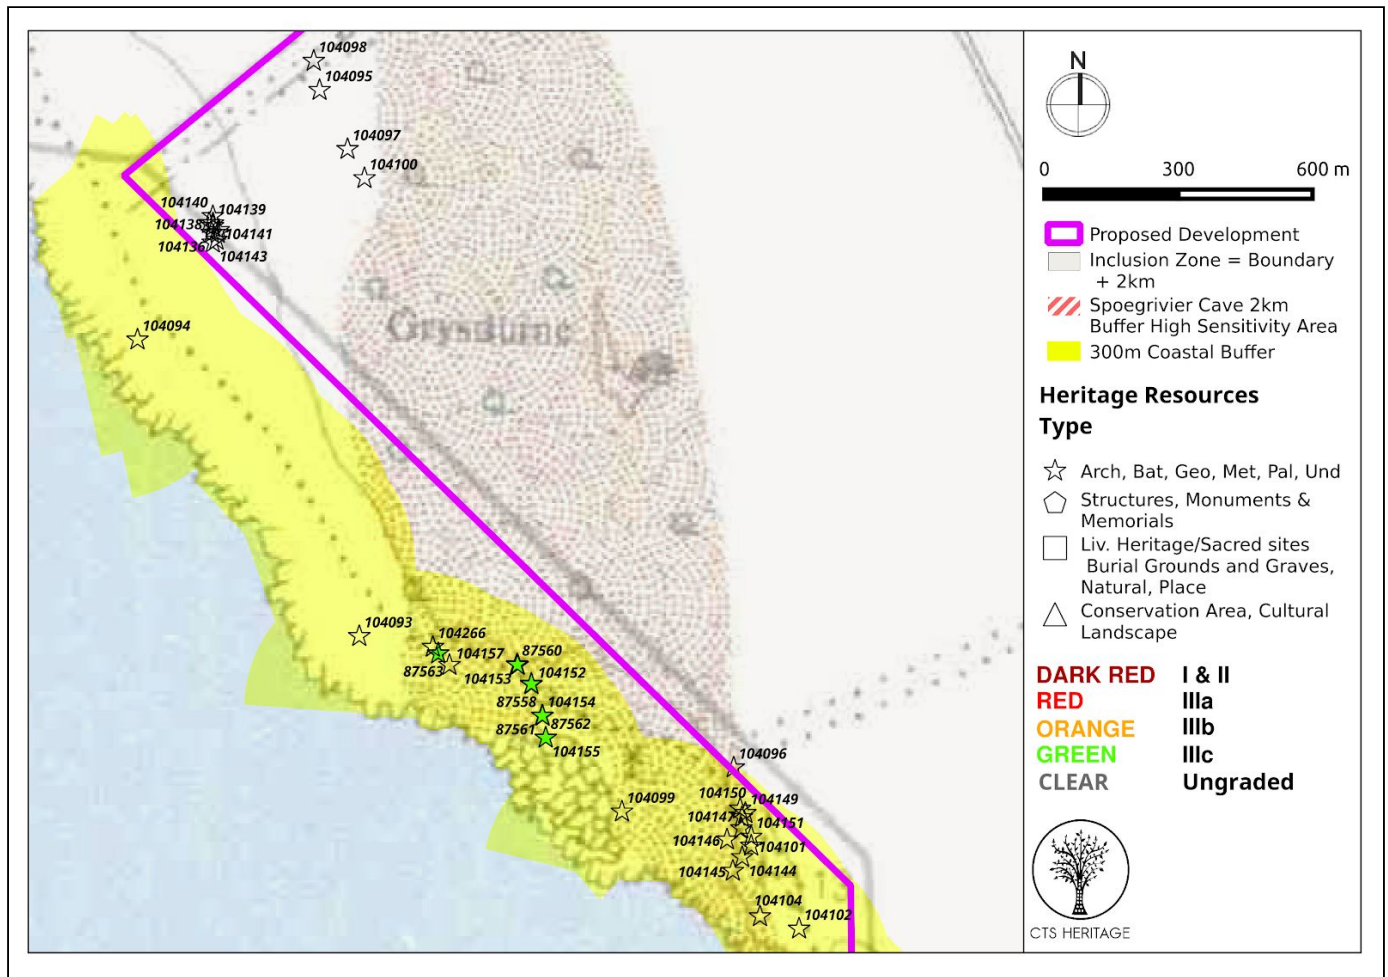 104098
104095
104097
104100
104140
104139
104138
104141
104136
104143
104094
Grysduine
104093
104266
87560
87563
104157
104153
104152
87558
104154
87561
87562
104155
104096
104099
104150
104149
104147
104151
104146
104101
104145
104144
104104
104102
N
0 300 600 m
Proposed Development
Inclusion Zone = Boundary
+ 2km
Spoegrivier Cave 2km
Buffer High Sensitivity Area
300m Coastal Buffer
Heritage Resources
Type
Arch, Bat, Geo, Met, Pal, Und
Structures, Monuments &
Memorials
Liv. Heritage/Sacred sites
Burial Grounds and Graves,
Natural, Place
Conservation Area, Cultural
Landscape
DARK RED I & II
RED IIIa
ORANGE IIIb
GREEN IIIc
CLEAR Ungraded
CTS HERITAGE